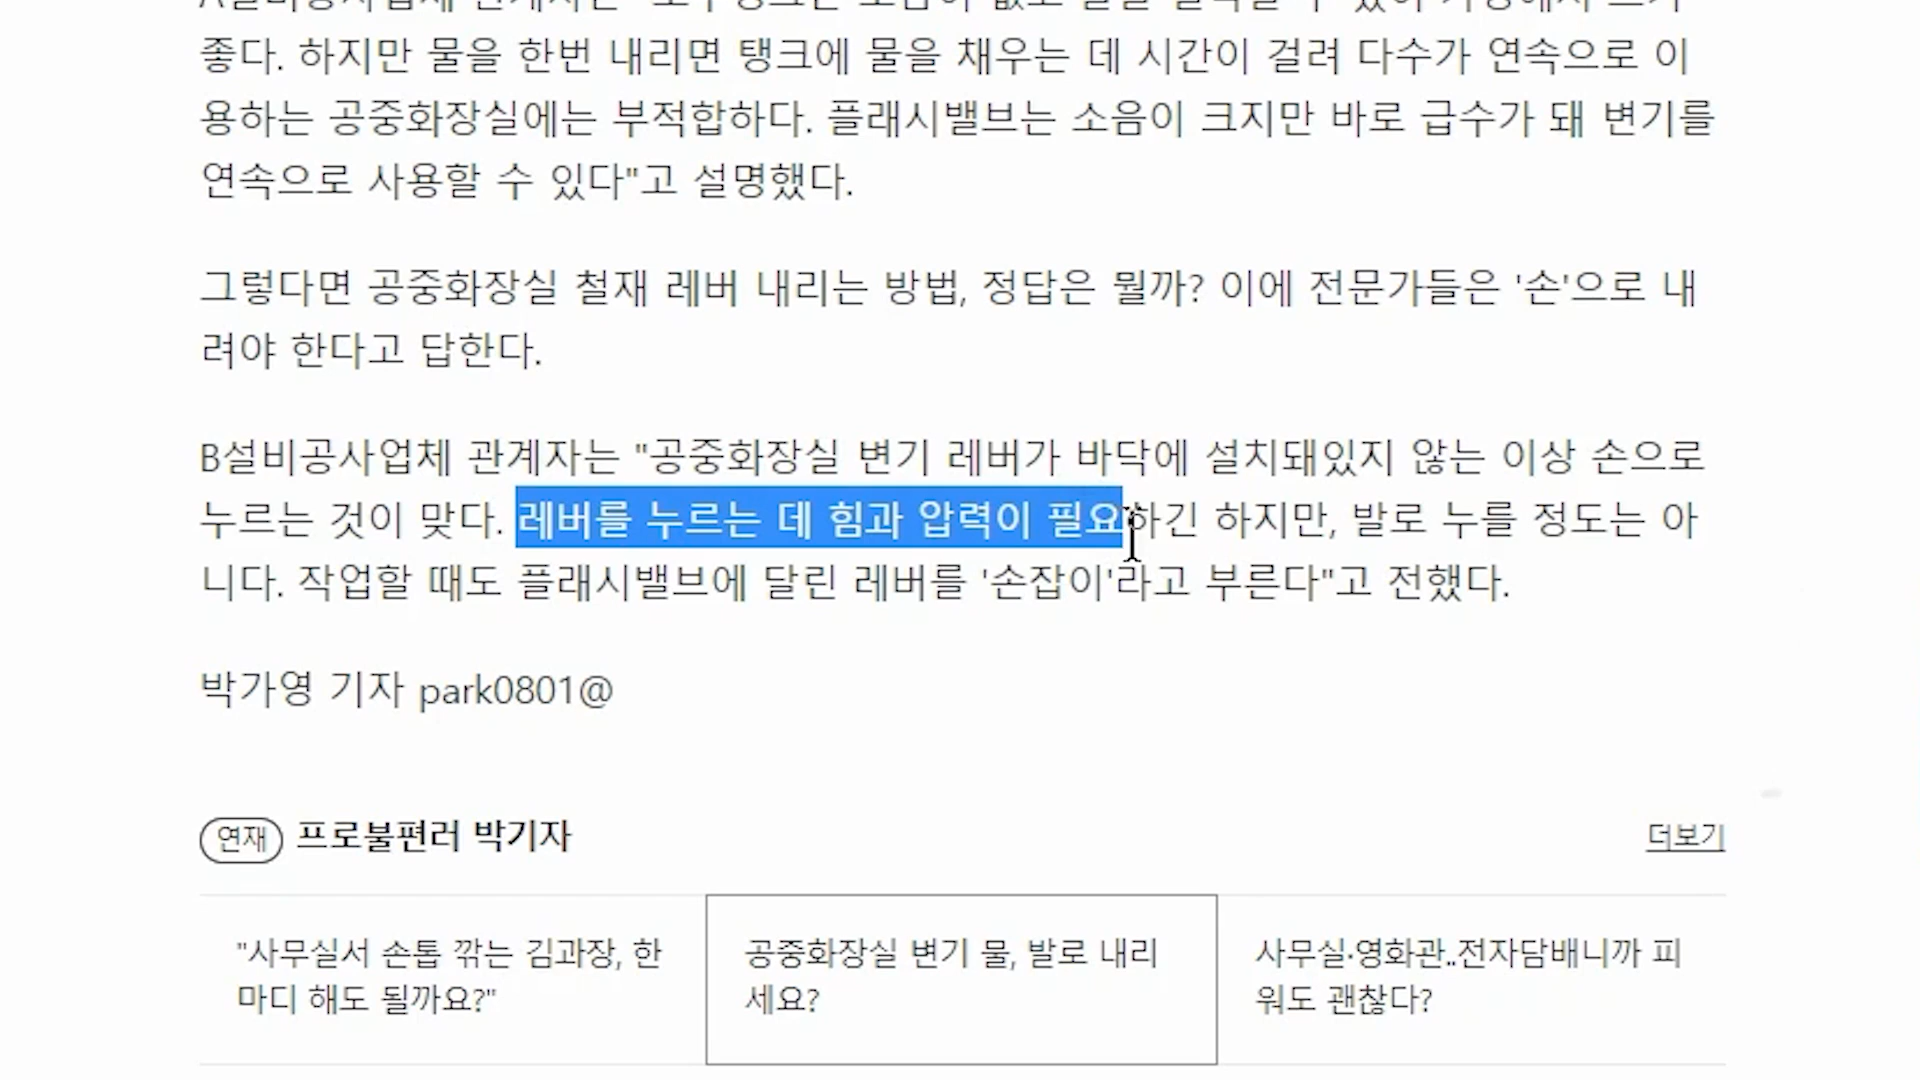 좋다. 하지만 물을 한번 내리면 탱크에 물을 채우는 데 시간이 걸려 다수가 연속으로 이
용하는 공중화장실에는 부적합하다. 플래시밸브는 소음이 크지만 바로 급수가 돼 변기를
연속으로 사용할 수 있다"고 설명했다.
그렇다면 공중화장실 철재 레버 내리는 방법, 정답은 뭘까? 이에 전문가들은 '손'으로 내
려야 한다고 답한다.
B설비공사업체 관계자는 "공중화장실 변기 레버가 바닥에 설치돼있지 않는 이상 손으로
누르는 것이 맞다. 레버를 누르는 데 힘과 압력이 필요하긴 하지만, 발로 누를 정도는 아
니다. 작업할 때도 플래시밸브에 달린 레버를 '손잡이'라고 부른다"고 전했다.
박가영 기자 park0801@
연재 프로불편러 박기자 더보기
"사무실서 손톱 깎는 김과장, 한
마디 해도 될까요?"
공중화장실 변기 물, 발로 내리
세요?
사무실·영화관..전자담배니까 피
워도 괜찮다?